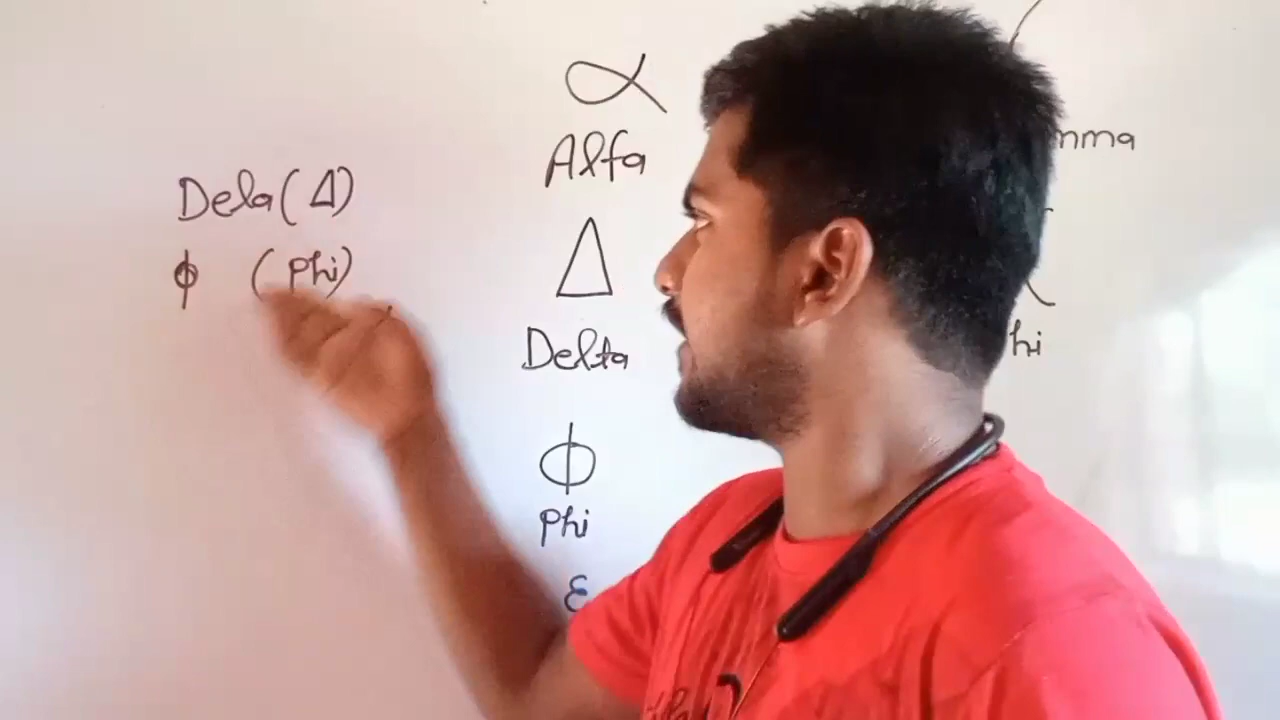 α
Alfa
mma
Dela(Δ)
Δ
ϕ (phi)
Delta
hi
ϕ
phi
ε